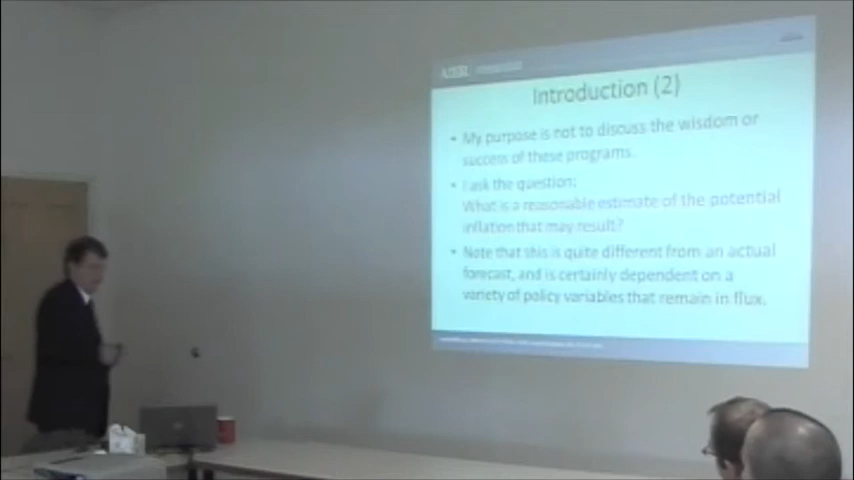 Introduction (2)
• My purpose is not to discuss the wisdom or
success of these programs.
• I ask the question:
What is a reasonable estimate of the potential
inflation that may result?
• Note that this is quite different from an actual
forecast, and is certainly dependent on a
variety of policy variables that remain in flux.